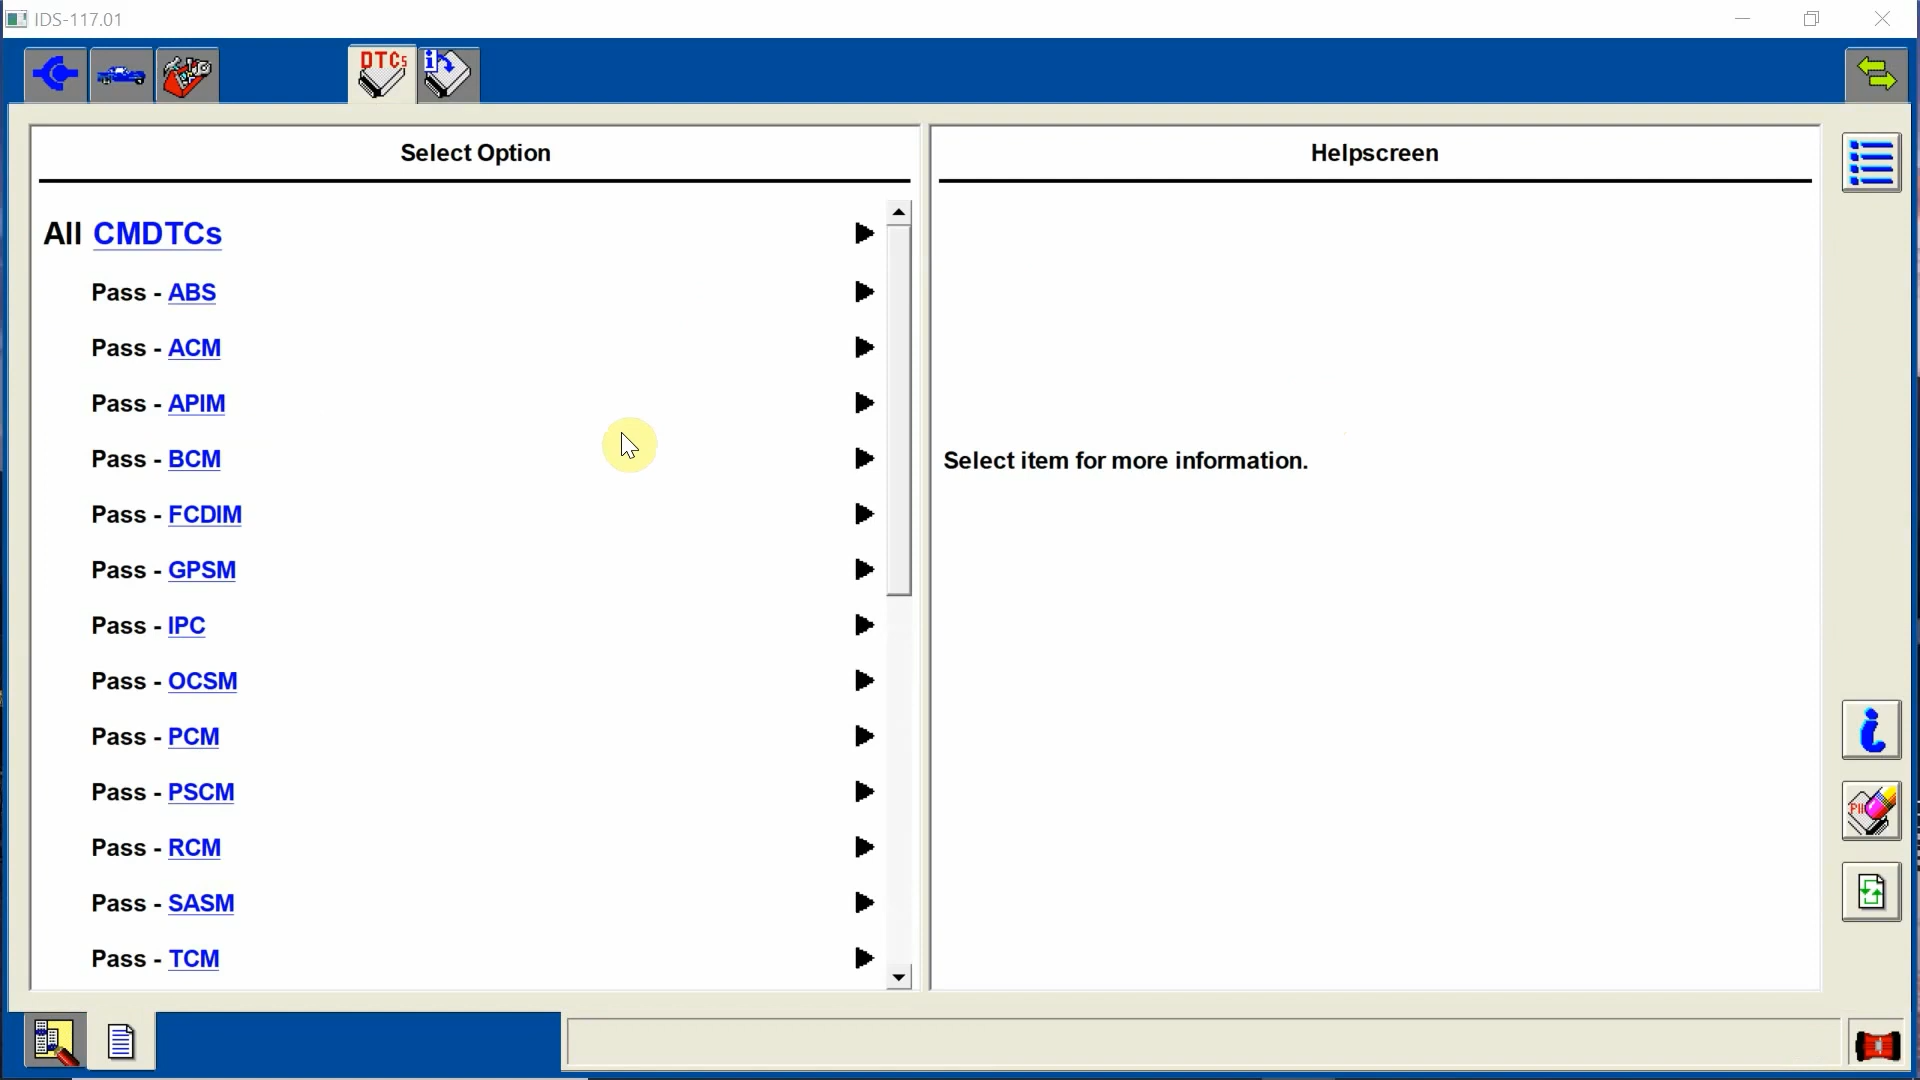 IDS-117.01
DTCs
i
Select Option
Helpscreen
All CMDTCs
Pass - ABS
Pass - ACM
Pass - APIM
Pass - BCM
Pass - FCDIM
Pass - GPSM
Pass - IPC
Pass - OCSM
Pass - PCM
Pass - PSCM
Pass - RCM
Pass - SASM
Pass - TCM
Select item for more information.
i